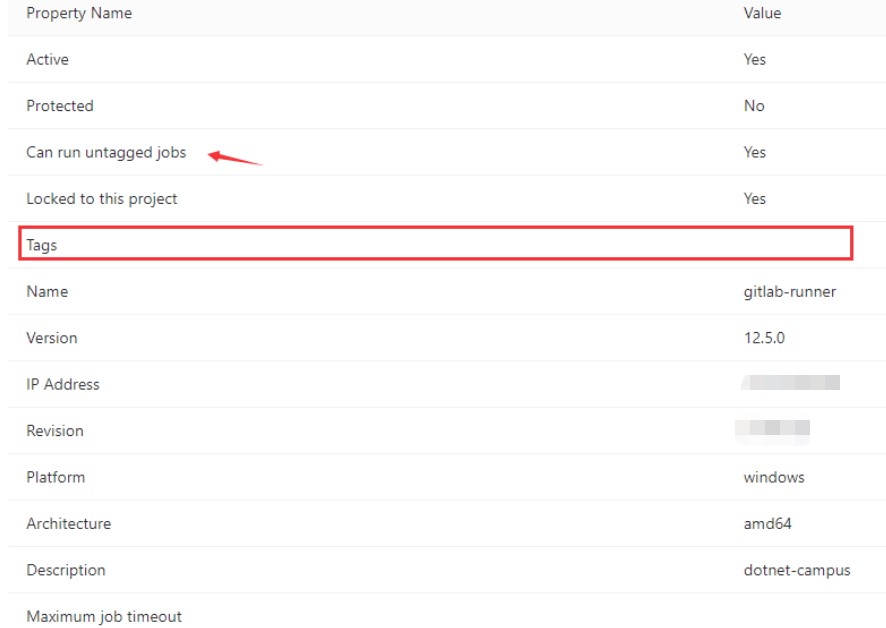 Property Name Value
Active Yes
Protected No
Can run untagged jobs Yes
Locked to this project Yes
Tags
Name gitlab-runner
Version 12.5.0
IP Address
Revision
Platform windows
Architecture amd64
Description dotnet-campus
Maximum job timeout